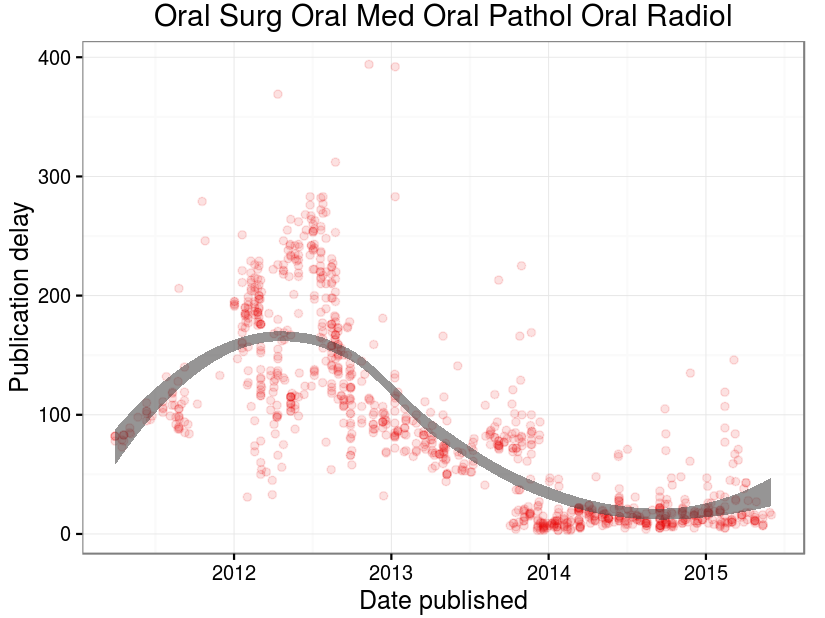 Oral Surg Oral Med Oral Pathol Oral Radiol
Publication delay
400
300
200
100
0
2012 2013 2014 2015
Date published